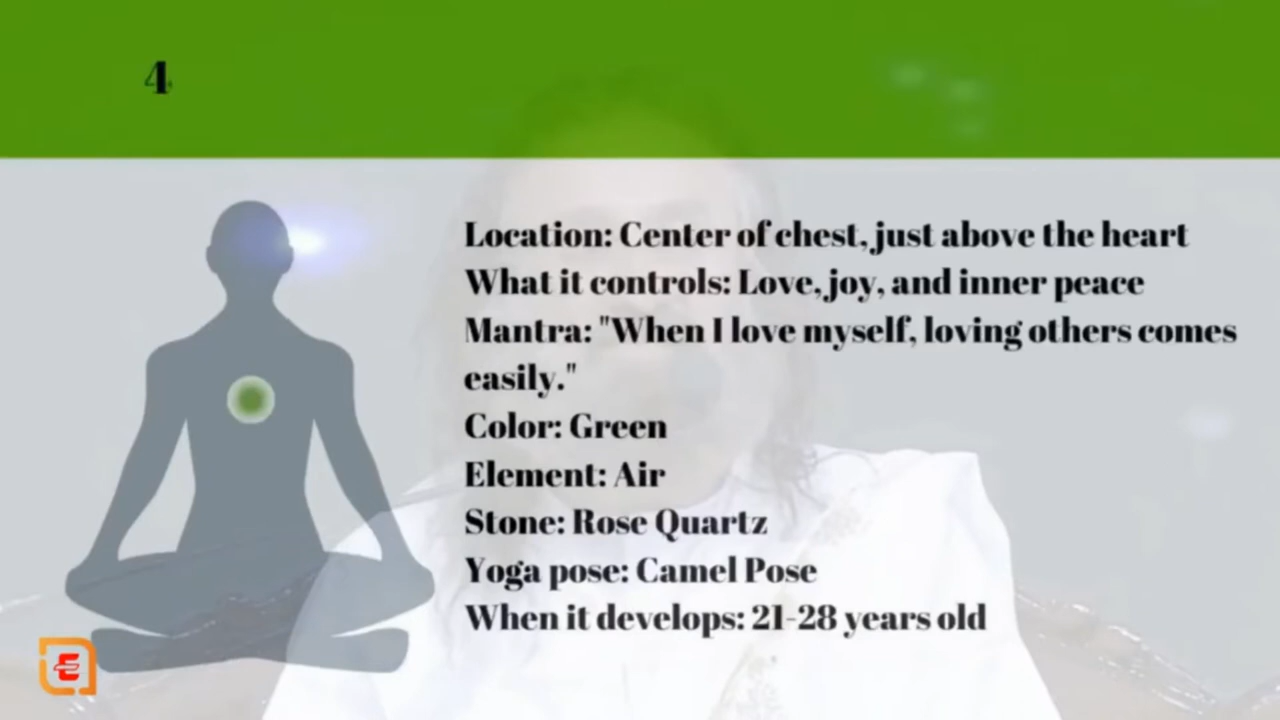 4
Location: Center of chest, just above the heart
What it controls: Love, joy, and inner peace
Mantra: "When I love myself, loving others comes
easily."
Color: Green
Element: Air
Stone: Rose Quartz
Yoga pose: Camel Pose
When it develops: 21-28 years old
E